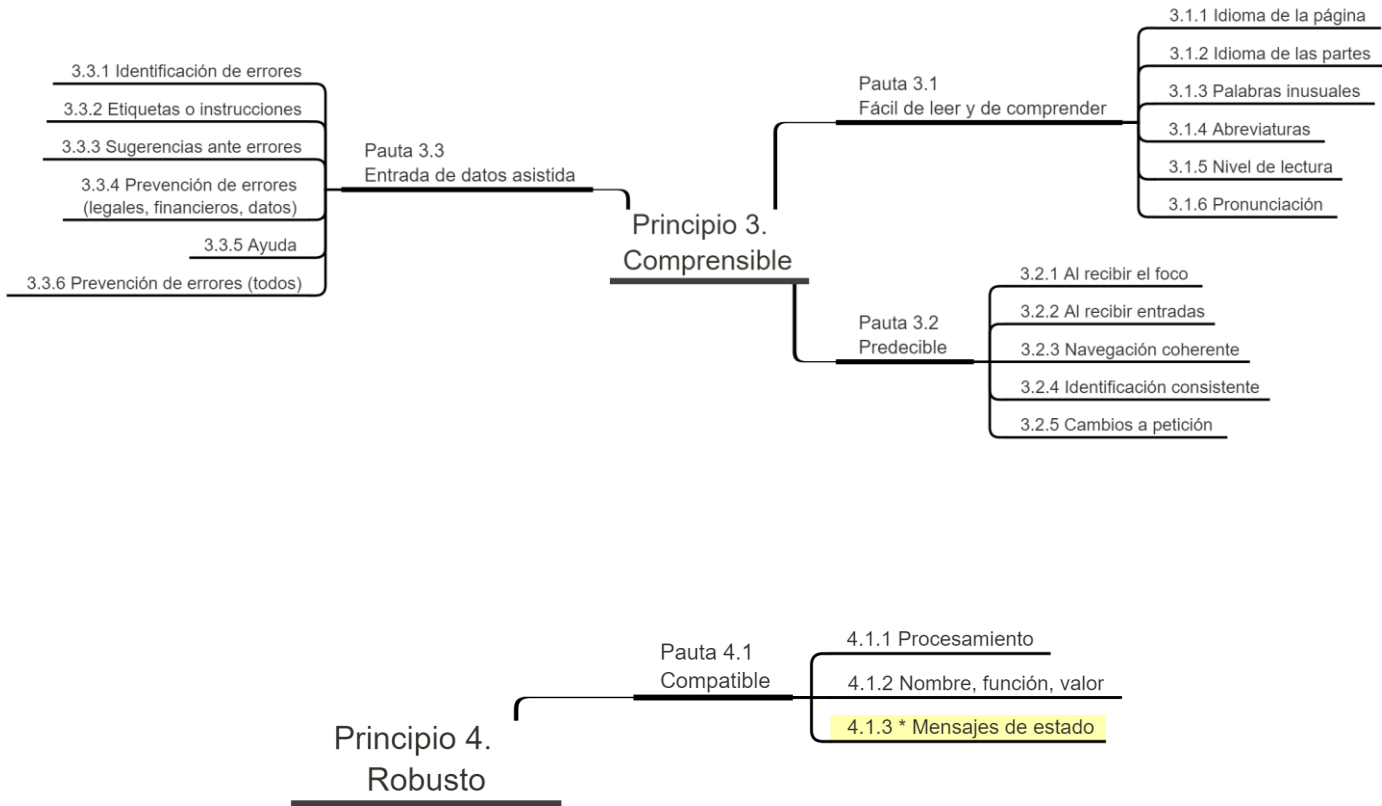 Principio 3.
Comprensible
Pauta 3.1
Fácil de leer y de comprender
3.1.1 Idioma de la página
3.1.2 Idioma de las partes
3.1.3 Palabras inusuales
3.1.4 Abreviaturas
3.1.5 Nivel de lectura
3.1.6 Pronunciación
Pauta 3.2
Predecible
3.2.1 Al recibir el foco
3.2.2 Al recibir entradas
3.2.3 Navegación coherente
3.2.4 Identificación consistente
3.2.5 Cambios a petición
Pauta 3.3
Entrada de datos asistida
3.3.1 Identificación de errores
3.3.2 Etiquetas o instrucciones
3.3.3 Sugerencias ante errores
3.3.4 Prevención de errores
(legales, financieros, datos)
3.3.5 Ayuda
3.3.6 Prevención de errores (todos)
Principio 4.
Robusto
Pauta 4.1
Compatible
4.1.1 Procesamiento
4.1.2 Nombre, función, valor
4.1.3 * Mensajes de estado